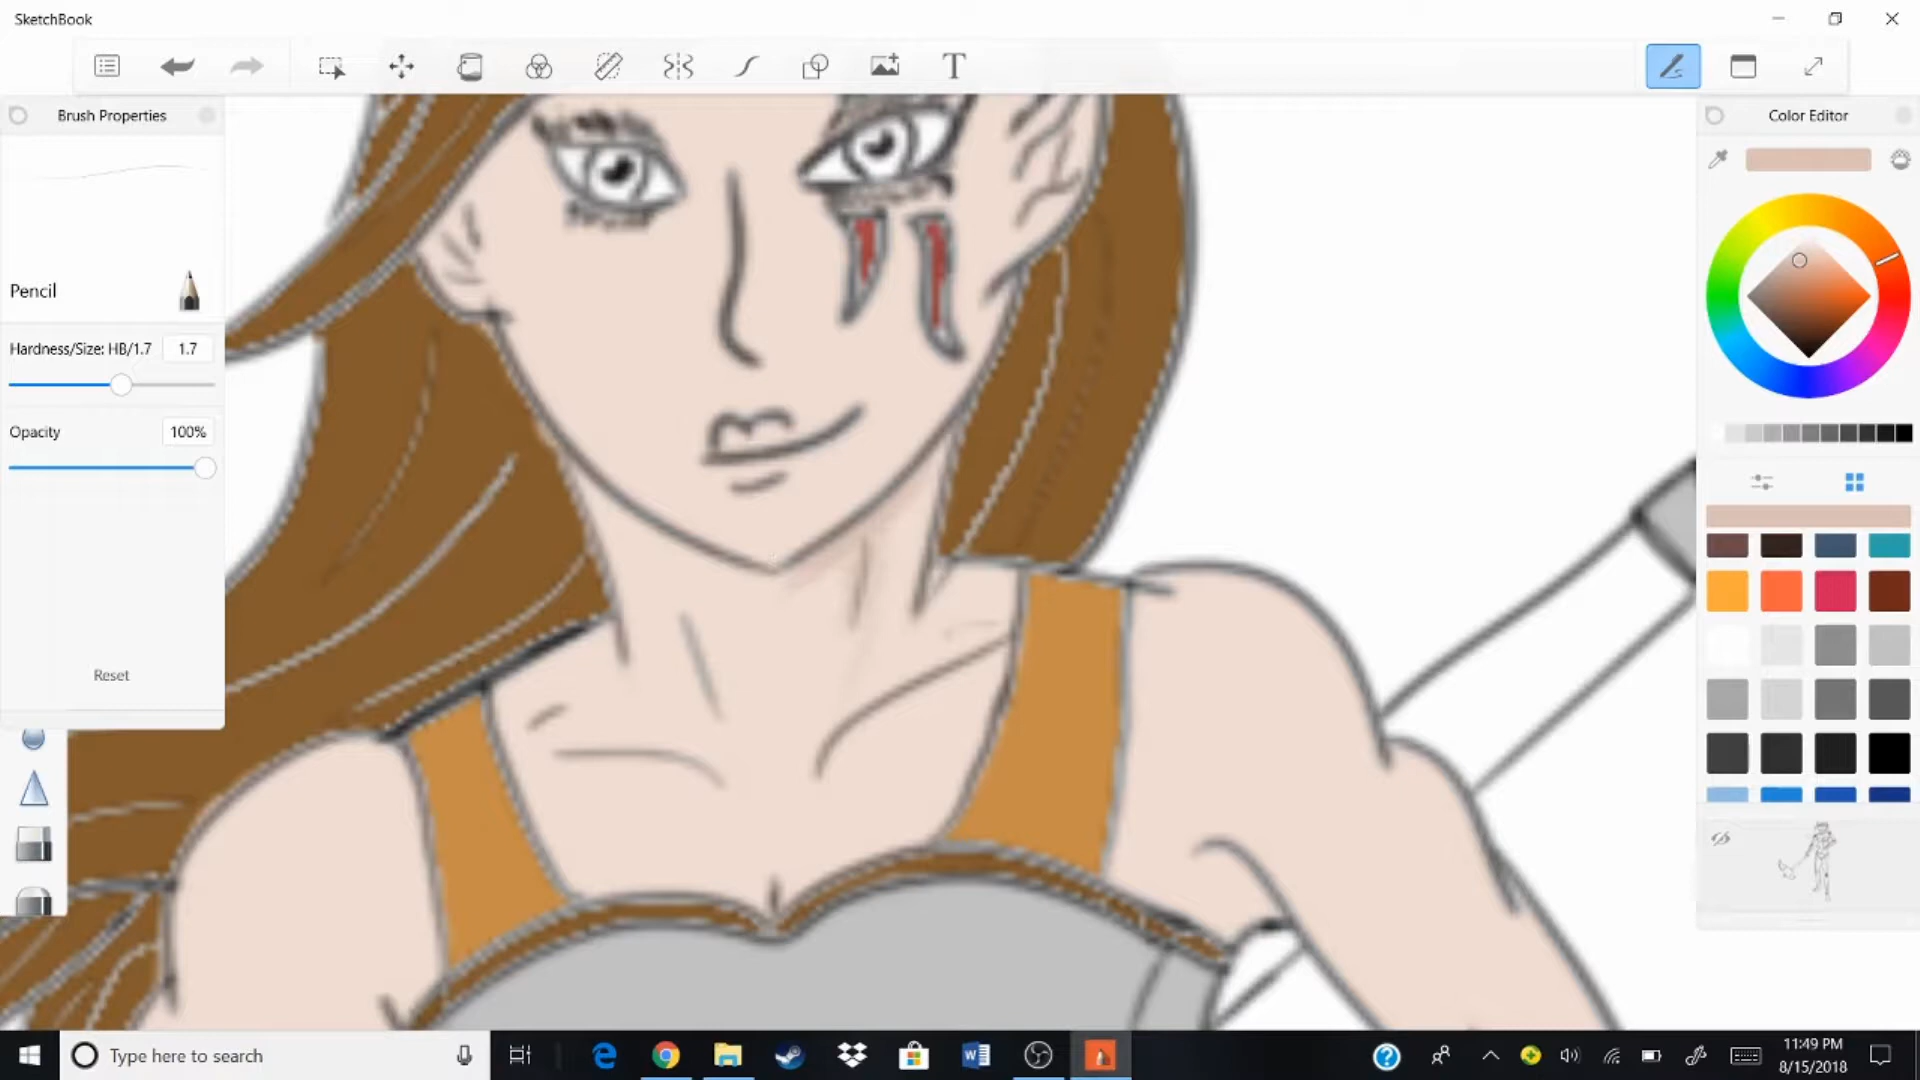 SketchBook
T
Brush Properties
Color Editor
Pencil
Hardness/Size: HB/1.7 1.7
Opacity 100%
Reset
Type here to search
11:49 PM
8/15/2018